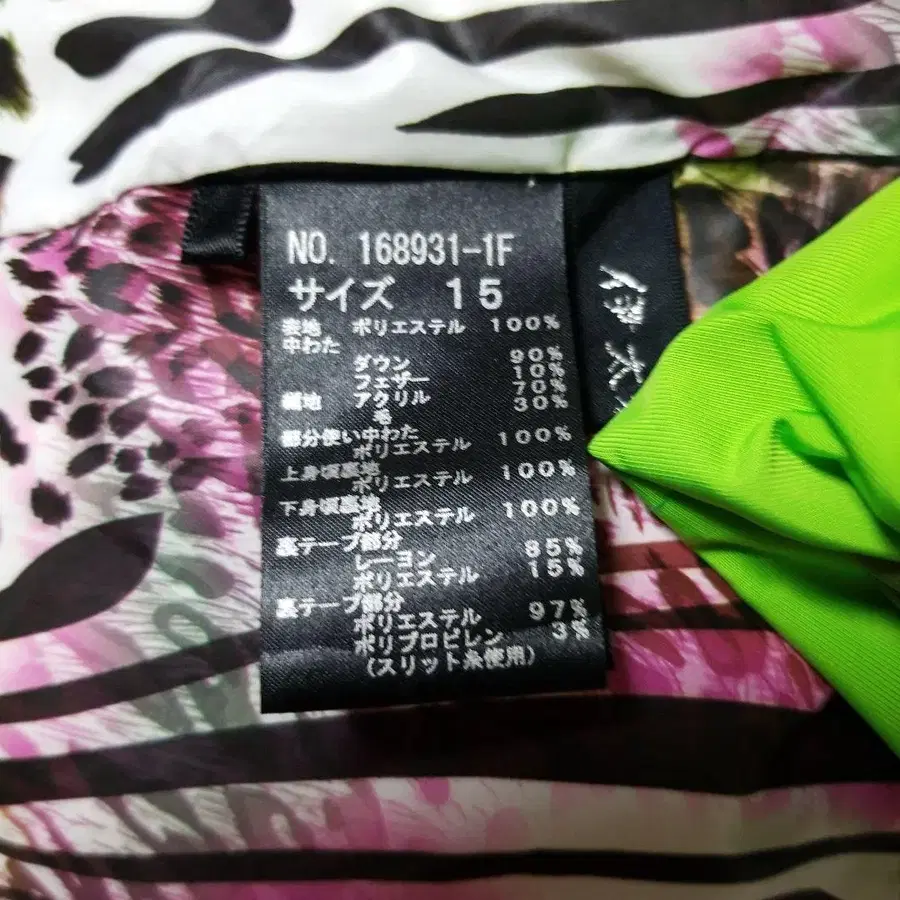 NO. 168931-1F
サイズ 15
表地 ポリエステル 100%
中わた
ダウン 90%
フェザー 10%
編地 アクリル 70%
毛 30%
部分使い中わた
ポリエステル 100%
上身頃裏地
ポリエステル 100%
下身頃裏地
ポリエステル 100%
裏テープ部分
レーヨン 85%
ポリエステル 15%
裏テープ部分
ポリエステル 97%
ポリプロピレン 3%
(スリット糸使用)